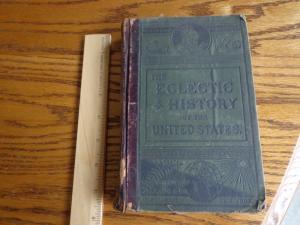 THE
ECLECTIC
HISTORY
OF THE
UNITED STATES.